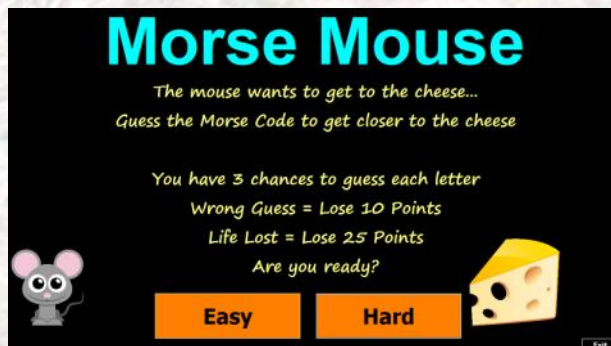 Morse Mouse
The mouse wants to get to the cheese...
Guess the Morse Code to get closer to the cheese
You have 3 chances to guess each letter
Wrong Guess = Lose 10 Points
Life Lost = Lose 25 Points
Are you ready?
Easy Hard
Exit